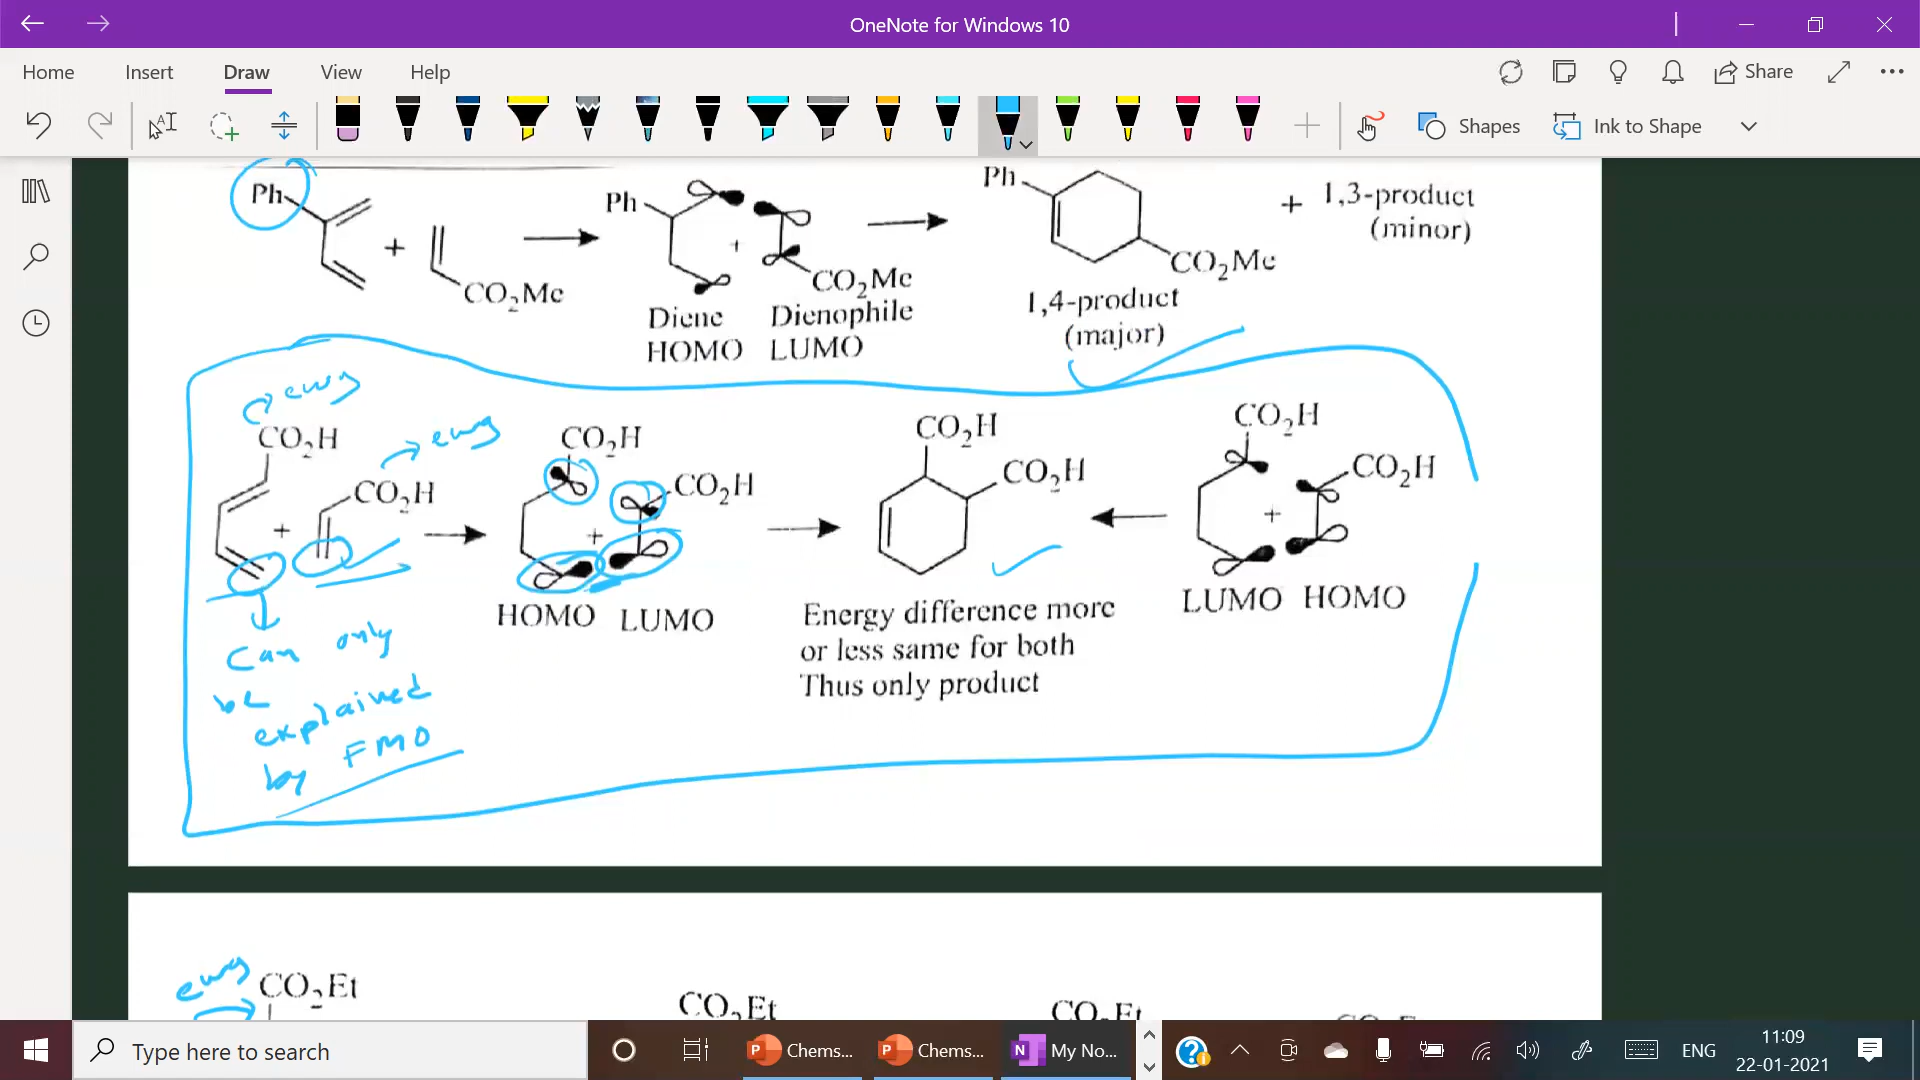 OneNote for Windows 10
Home Insert Draw View Help
Share
Shapes Ink to Shape
Ph
+
CO2Me
Ph
+
CO2Me
Diene Dienophile
HOMO LUMO
Ph
CO2Me
1,4-product
(major)
+ 1,3-product
(minor)
ewg
CO2H
ewg
CO2H
+
CO2H
CO2H
+
HOMO LUMO
CO2H
CO2H
CO2H
CO2H
+
LUMO HOMO
Energy difference more
or less same for both
Thus only product
Can only
be
explained
by FMO
ewg
CO2Et
CO2Et
CO2Et
Type here to search
Chems...
Chems...
My No...
ENG
11:09
22-01-2021